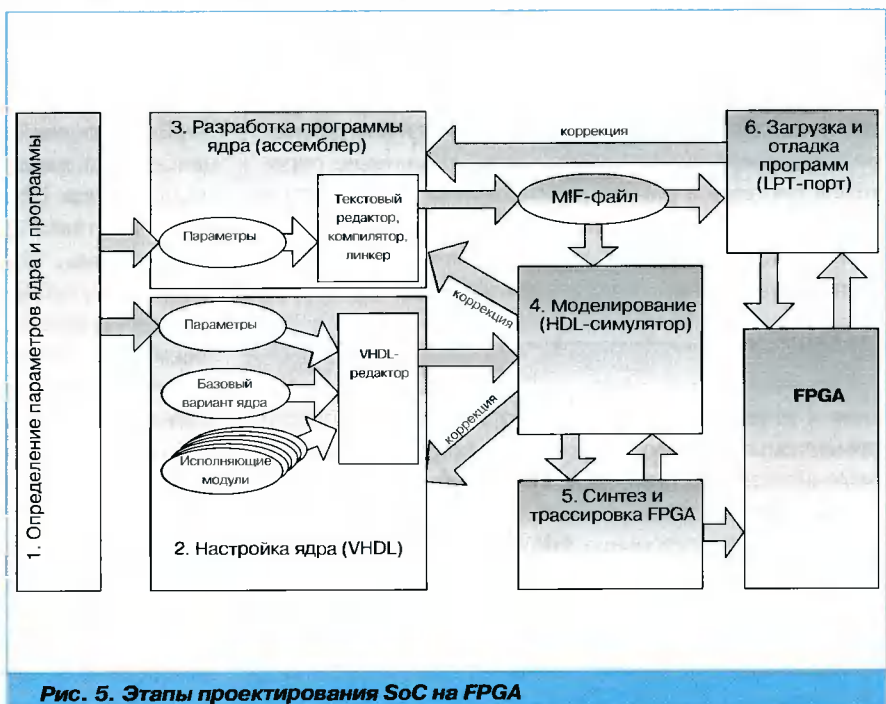 1. Определение параметров ядра и программы
3. Разработка программы
ядра (ассемблер)
Параметры
Текстовый
редактор,
компилятор,
линкер
коррекция
MIF-файл
6. Загрузка и
отладка
программ
(LPT-порт)
Параметры
Базовый
вариант ядра
Исполняющие
модули
VHDL-
редактор
2. Настройка ядра (VHDL)
коррекция
коррекция
4. Моделирование
(HDL-симулятор)
5. Синтез и
трассировка FPGA
FPGA
Рис. 5. Этапы проектирования SoC на FPGA